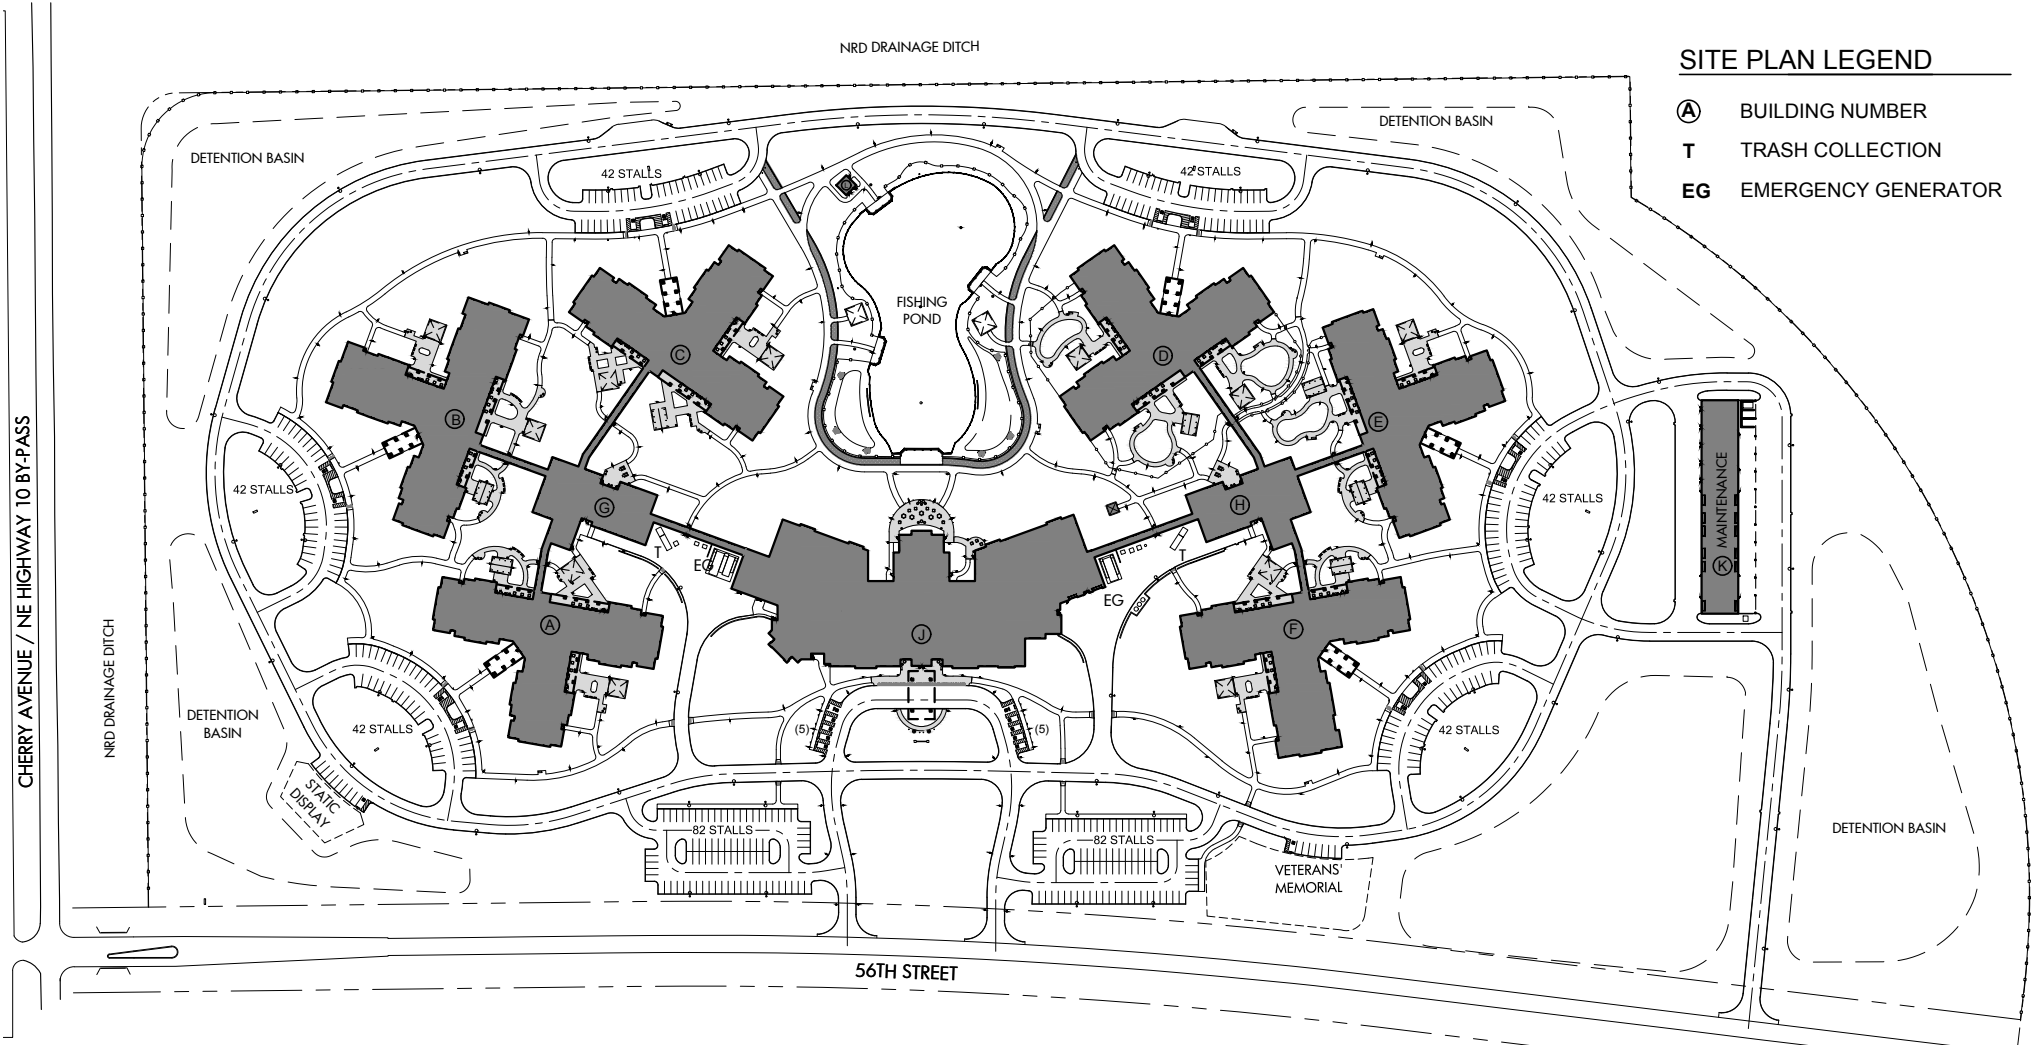 NRD DRAINAGE DITCH
SITE PLAN LEGEND
A BUILDING NUMBER
T TRASH COLLECTION
EG EMERGENCY GENERATOR
DETENTION BASIN
DETENTION BASIN
42 STALLS
42 STALLS
FISHING
POND
C
D
B
E
42 STALLS
42 STALLS
G
H
MAINTENANCE
K
T
T
EG
EG
A
J
F
CHERRY AVENUE / NE HIGHWAY 10 BY-PASS
NRD DRAINAGE DITCH
DETENTION
BASIN
42 STALLS
42 STALLS
(5)
(5)
STATIC
DISPLAY
82 STALLS
82 STALLS
DETENTION BASIN
VETERANS'
MEMORIAL
56TH STREET